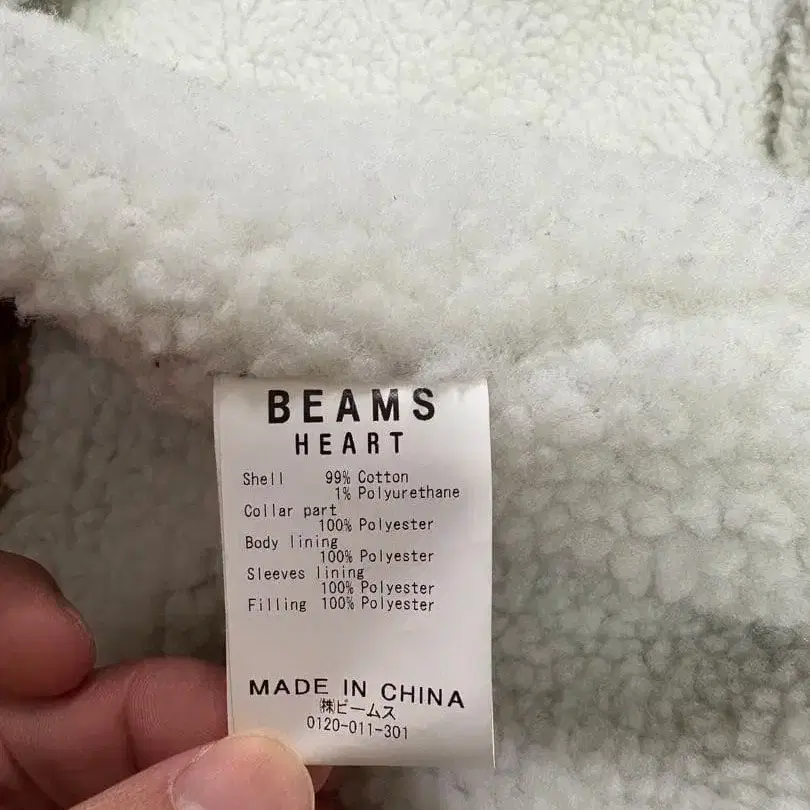 BEAMS
HEART
Shell 99% Cotton
1% Polyurethane
Collar part
100% Polyester
Body lining
100% Polyester
Sleeves lining
100% Polyester
Filling 100% Polyester
MADE IN CHINA
㈱ビームス
0120-011-301